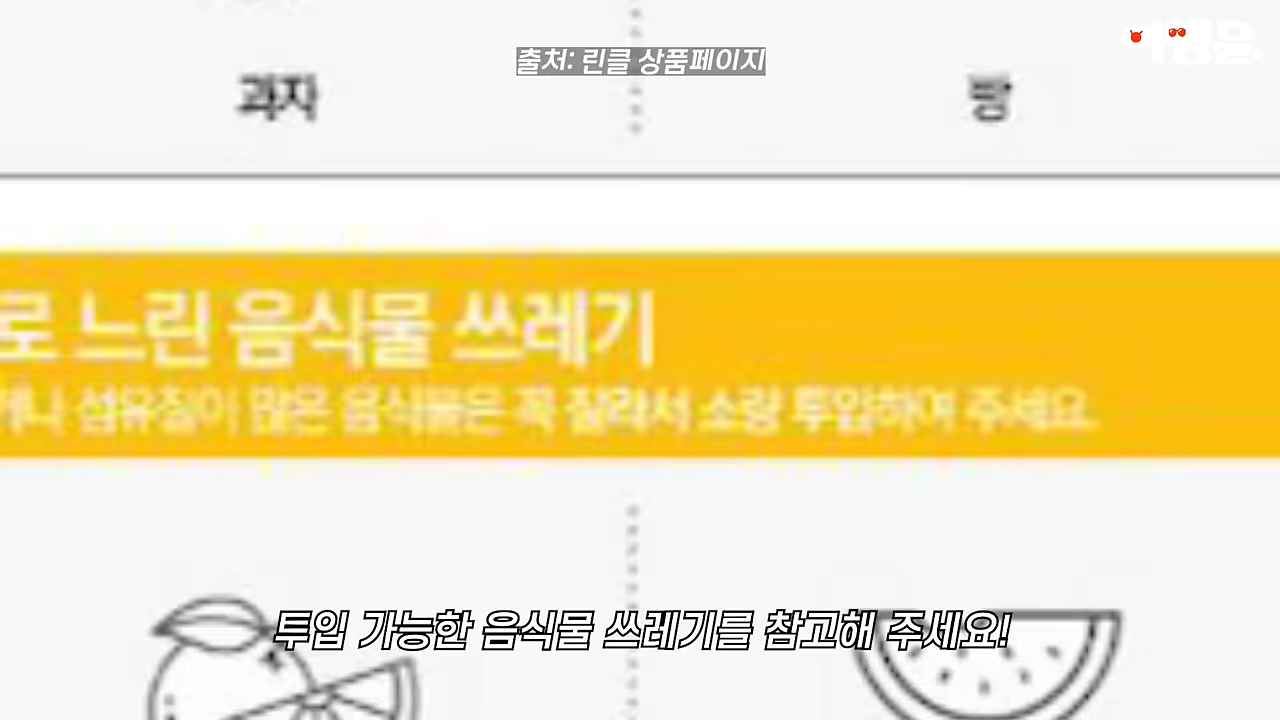 출처: 린클 상품페이지
과자
빵
로 느린 음식물 쓰레기
섬유질이 많은 음식물은 꼭 잘라서 소량 투입하여 주세요.
투입 가능한 음식물 쓰레기를 참고해 주세요!